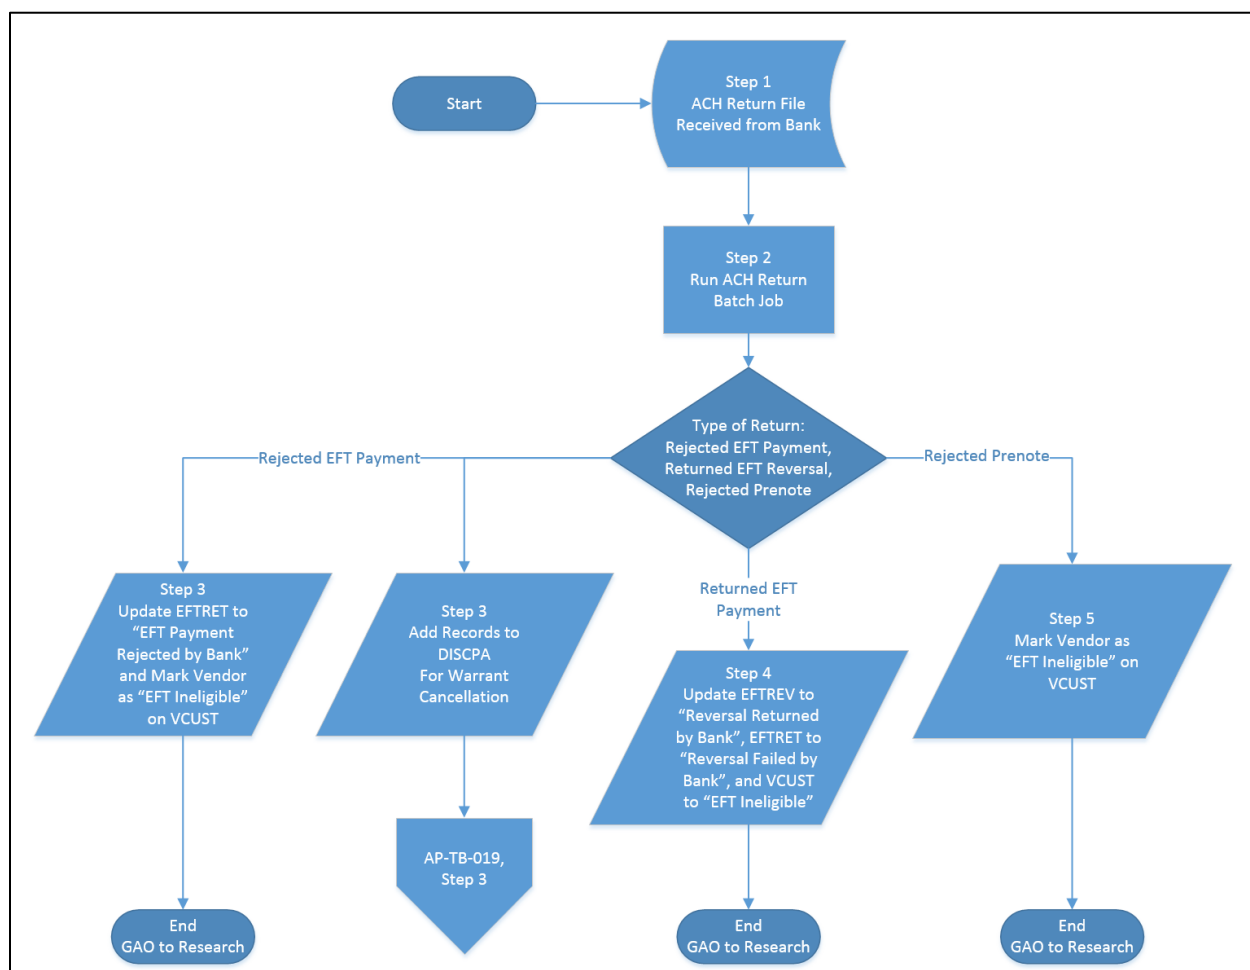 Start
Step 1
ACH Return File
Received from Bank
Step 2
Run ACH Return
Batch Job
Type of Return:
Rejected EFT Payment,
Returned EFT Reversal,
Rejected Prenote
Rejected EFT Payment
Rejected Prenote
Returned EFT
Payment
Step 3
Update EFTRET to
“EFT Payment
Rejected by Bank”
and Mark Vendor
as “EFT Ineligible”
on VCUST
Step 3
Add Records to
DISCPA
For Warrant
Cancellation
Step 4
Update EFTREV to
“Reversal Returned
by Bank”, EFTRET to
“Reversal Failed by
Bank”, and VCUST
to “EFT Ineligible”
Step 5
Mark Vendor as
“EFT Ineligible” on
VCUST
AP-TB-019,
Step 3
End
GAO to Research
End
GAO to Research
End
GAO to Research